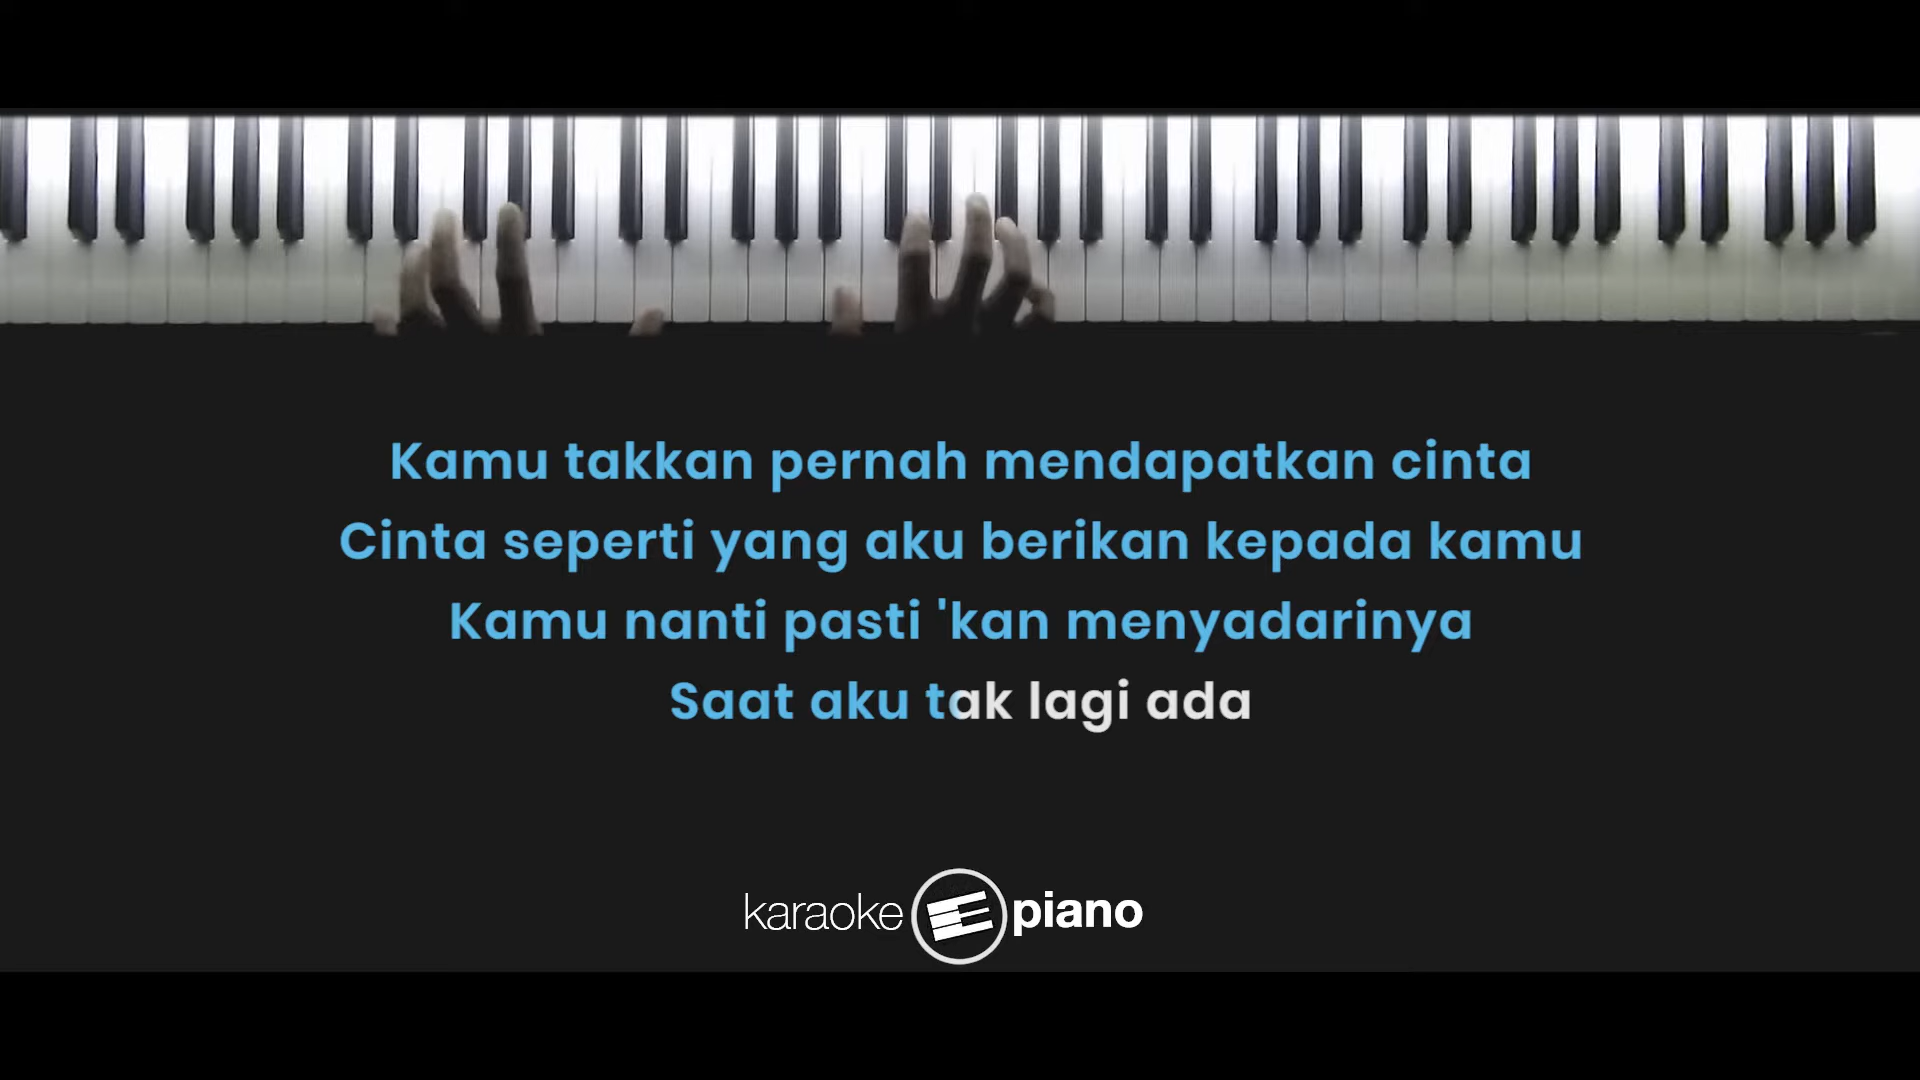 Kamu takkan pernah mendapatkan cinta
Cinta seperti yang aku berikan kepada kamu
Kamu nanti pasti 'kan menyadarinya
Saat aku tak lagi ada
karaoke piano